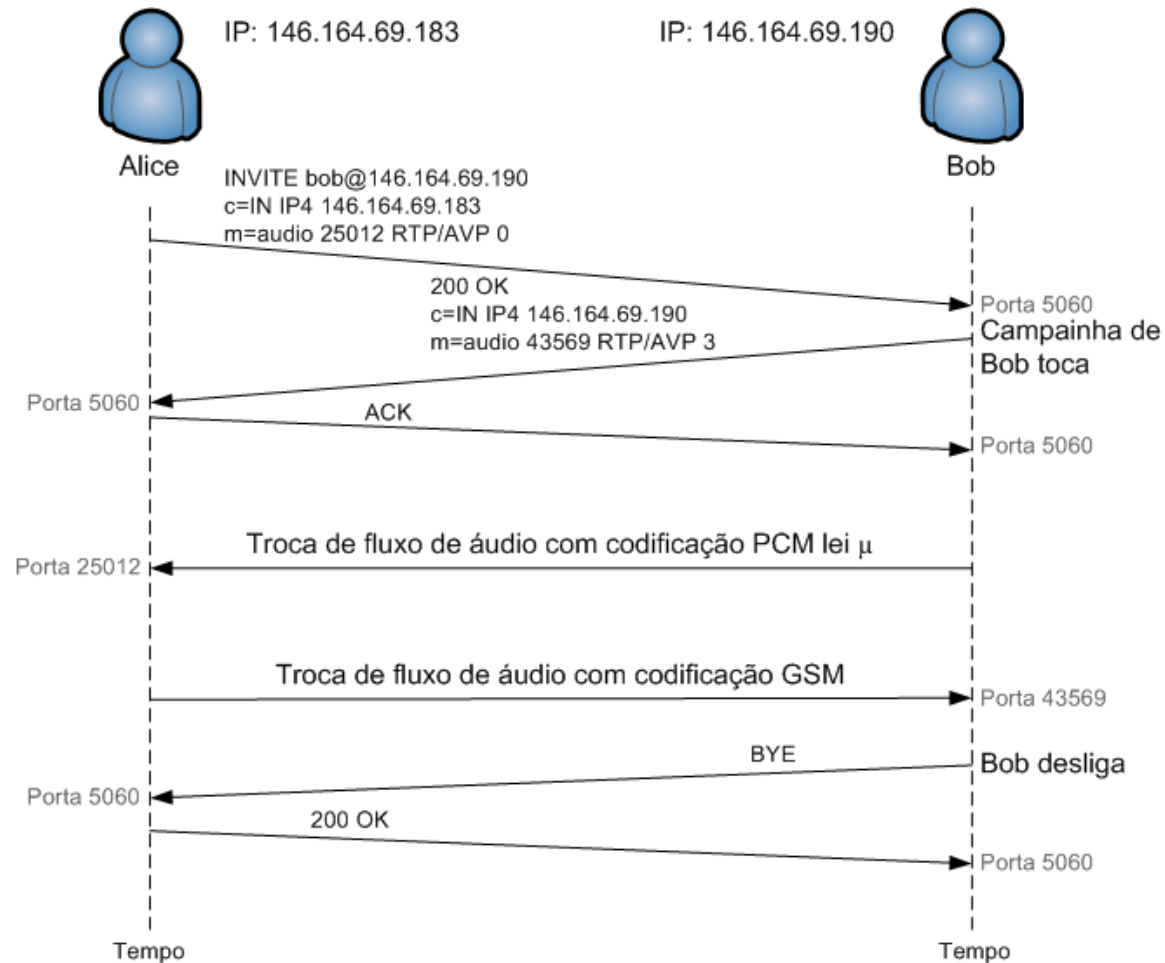 IP: 146.164.69.183
IP: 146.164.69.190
Alice
Bob
INVITE bob@146.164.69.190
c=IN IP4 146.164.69.183
m=audio 25012 RTP/AVP 0
200 OK
c=IN IP4 146.164.69.190
m=audio 43569 RTP/AVP 3
Porta 5060
Campainha de
Bob toca
Porta 5060
ACK
Porta 5060
Troca de fluxo de áudio com codificação PCM lei μ
Porta 25012
Troca de fluxo de áudio com codificação GSM
Porta 43569
BYE
Bob desliga
Porta 5060
200 OK
Porta 5060
Tempo
Tempo